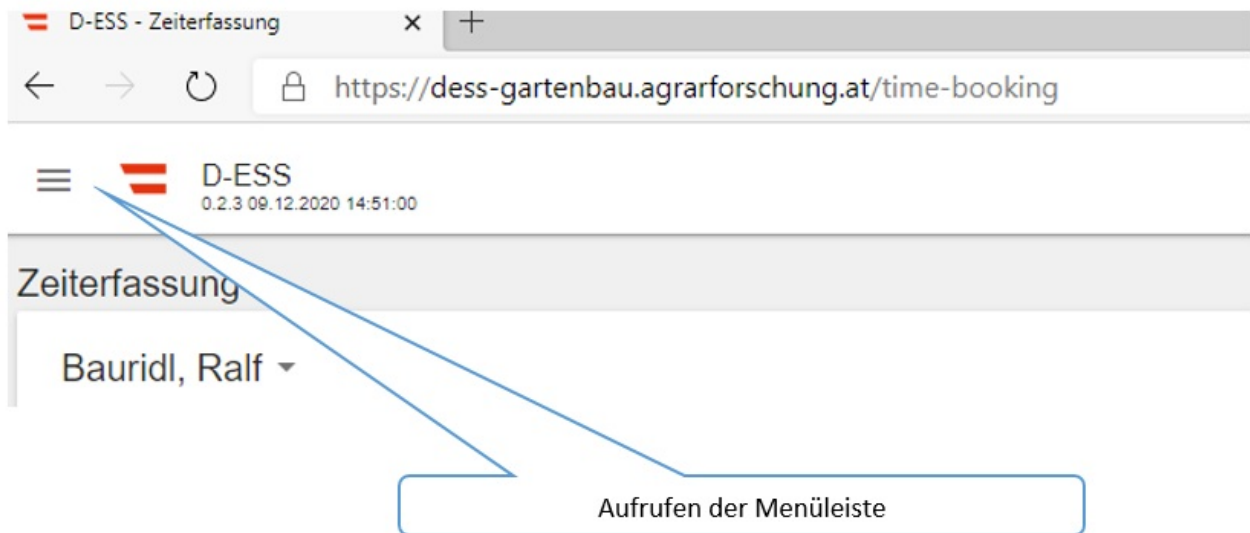 D-ESS - Zeiterfassung
https://dess-gartenbau.agrarforschung.at/time-booking
D-ESS
0.2.3 09.12.2020 14:51:00
Zeiterfassung
Bauridl, Ralf
Aufrufen der Menüleiste